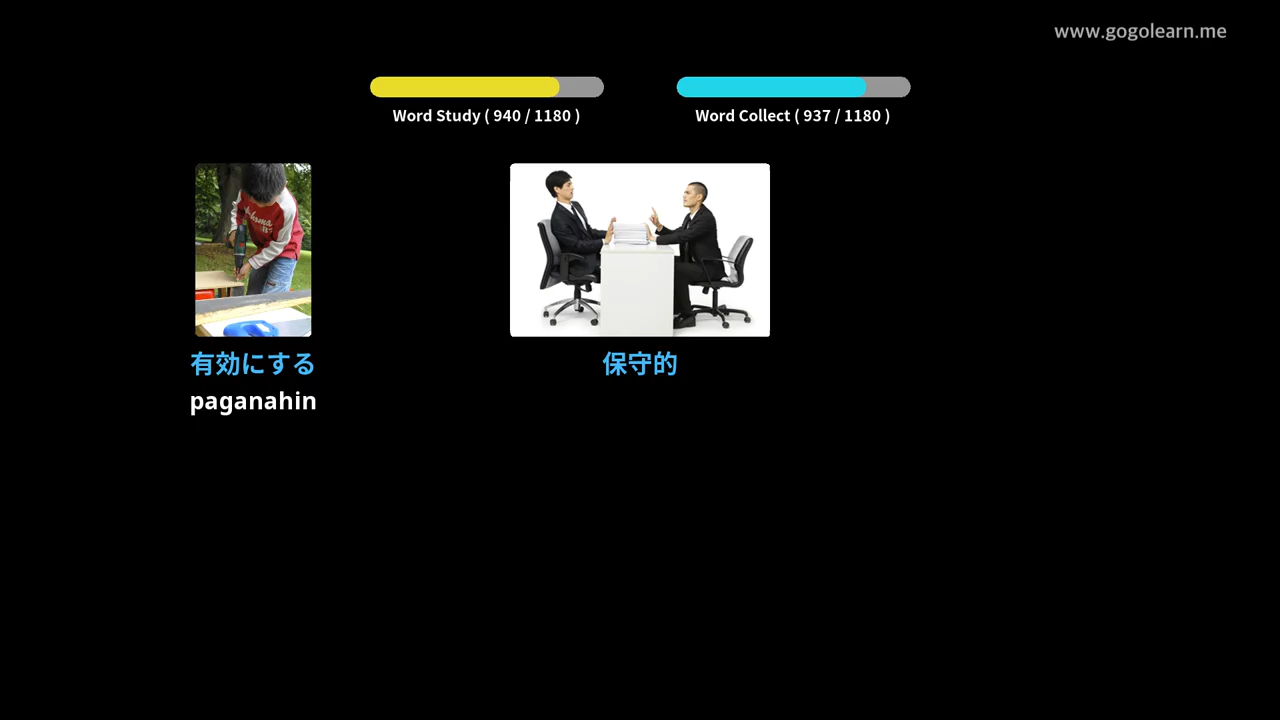 www.gogolearn.me
Word Study ( 940 / 1180 )
Word Collect ( 937 / 1180 )
有効にする
paganahin
保守的